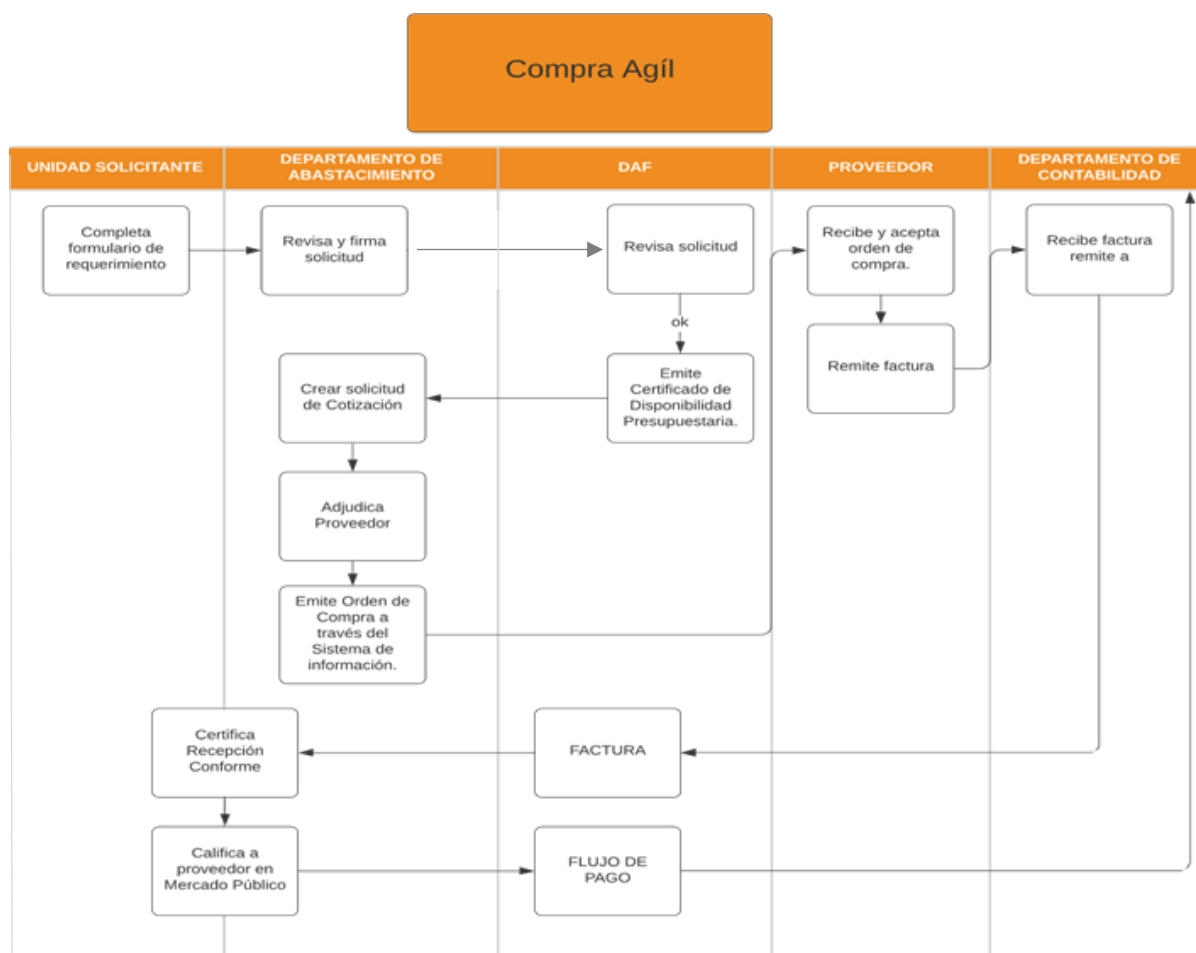 Compra Agíl
UNIDAD SOLICITANTE
DEPARTAMENTO DE
ABASTACIMIENTO
DAF
PROVEEDOR
DEPARTAMENTO DE
CONTABILIDAD
Completa
formulario de
requerimiento
Revisa y firma
solicitud
Revisa solicitud
Recibe y acepta
orden de
compra.
Recibe factura
remite a
ok
Remite factura
Crear solicitud
de Cotización
Emite
Certificado de
Disponibilidad
Presupuestaria.
Adjudica
Proveedor
Emite Orden de
Compra a
través del
Sistema de
información.
Certifica
Recepción
Conforme
FACTURA
Califica a
proveedor en
Mercado Público
FLUJO DE
PAGO